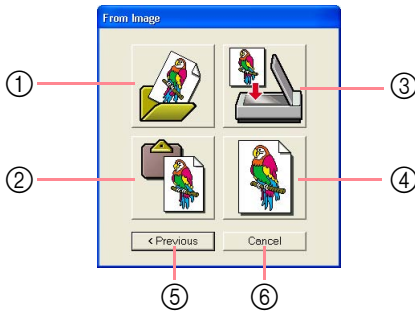 From Image
①
③
②
④
< Previous Cancel
⑤ ⑥